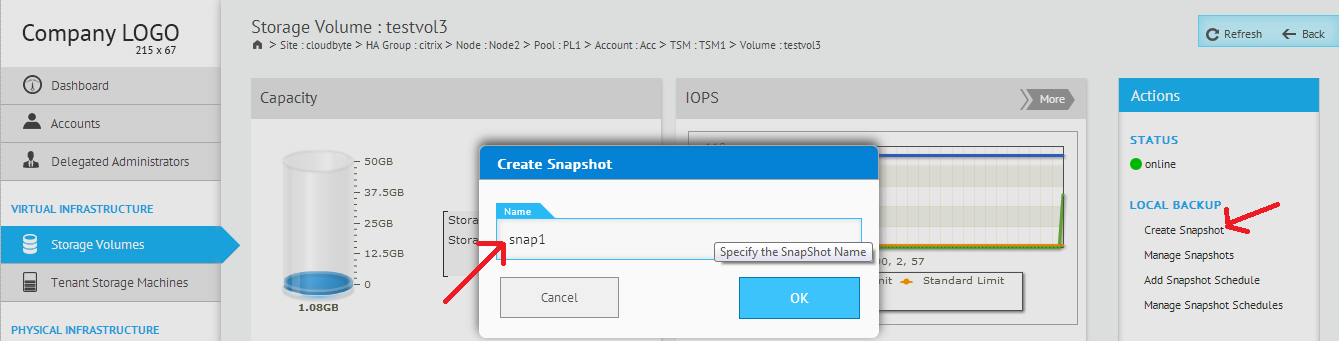 Company LOGO
215 x 67
Dashboard
Accounts
Delegated Administrators
VIRTUAL INFRASTRUCTURE
Storage Volumes
Tenant Storage Machines
PHYSICAL INFRASTRUCTURE
Storage Volume : testvol3
> Site : cloudbyte > HA Group : citrix > Node : Node2 > Pool : PL1 > Account : Acc > TSM : TSM1 > Volume : testvol3
Refresh
Back
Capacity
50GB
37.5GB
25GB
12.5GB
0
1.08GB
Stora
Stora
IOPS
More
0, 2, 57
Standard Limit
Create Snapshot
Name
snap1
Specify the SnapShot Name
Cancel
OK
Actions
STATUS
online
LOCAL BACKUP
Create Snapshot
Manage Snapshots
Add Snapshot Schedule
Manage Snapshot Schedules